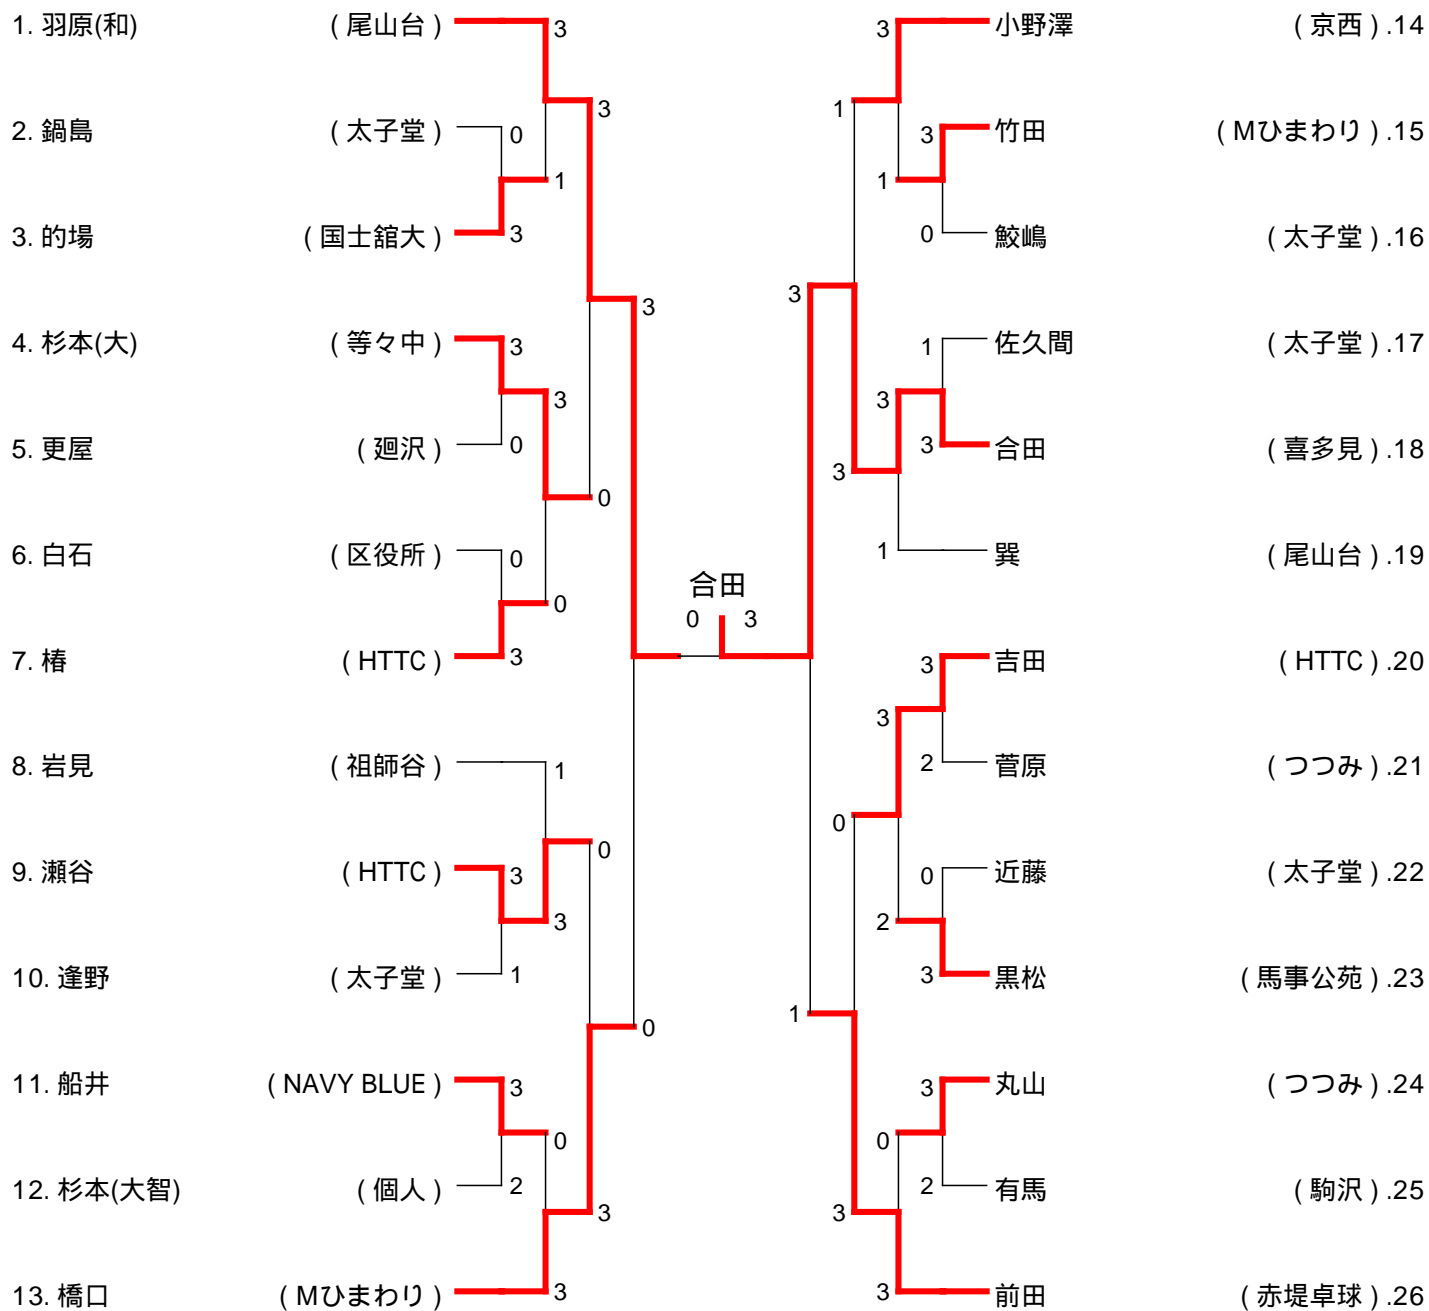 1. 羽原(和) ( 尾山台 ) 3 3 小野澤 ( 京西 ) .14
3 1
2. 鍋島 ( 太子堂 ) 0 3 竹田 ( Mひまわり ) .15
1 1
3. 的場 ( 国士舘大 ) 3 0 鮫嶋 ( 太子堂 ) .16
3 3
4. 杉本(大) ( 等々中 ) 3 1 佐久間 ( 太子堂 ) .17
3 3
5. 更屋 ( 廻沢 ) 0 3 合田 ( 喜多見 ) .18
0 3
6. 白石 ( 区役所 ) 0 1 巽 ( 尾山台 ) .19
合田
0 0 3
7. 椿 ( HTTC ) 3 3 吉田 ( HTTC ) .20
3
8. 岩見 ( 祖師谷 ) 1 2 菅原 ( つつみ ) .21
0 0
9. 瀬谷 ( HTTC ) 3 0 近藤 ( 太子堂 ) .22
3 2
10. 逢野 ( 太子堂 ) 1 3 黒松 ( 馬事公苑 ) .23
0 1
11. 船井 ( NAVY BLUE ) 3 3 丸山 ( つつみ ) .24
0 0
12. 杉本(大智) ( 個人 ) 2 2 有馬 ( 駒沢 ) .25
3 3
13. 橋口 ( Mひまわり ) 3 3 前田 ( 赤堤卓球 ) .26